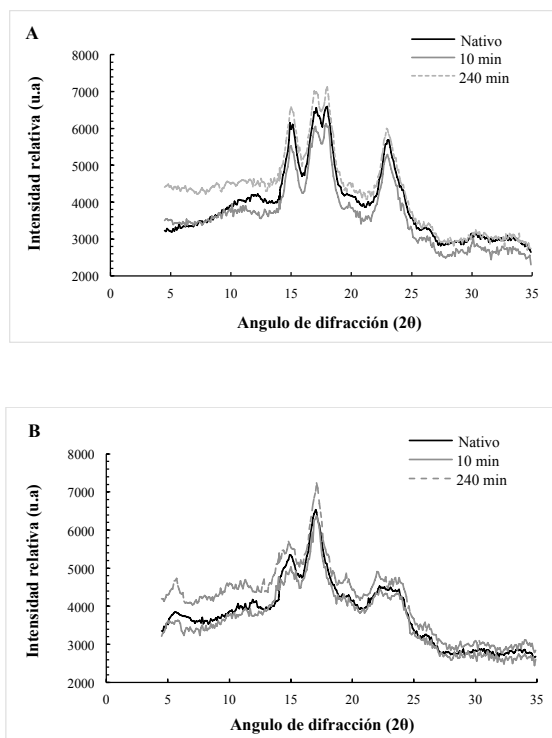 A
Nativo
10 min
240 min
Intensidad relativa (u.a)
8000
7000
6000
5000
4000
3000
2000
0
5
10
15
20
25
30
35
Angulo de difracción (2θ)
B
Nativo
10 min
240 min
Intensidad relativa (u.a)
8000
7000
6000
5000
4000
3000
2000
0
5
10
15
20
25
30
35
Angulo de difracción (2θ)